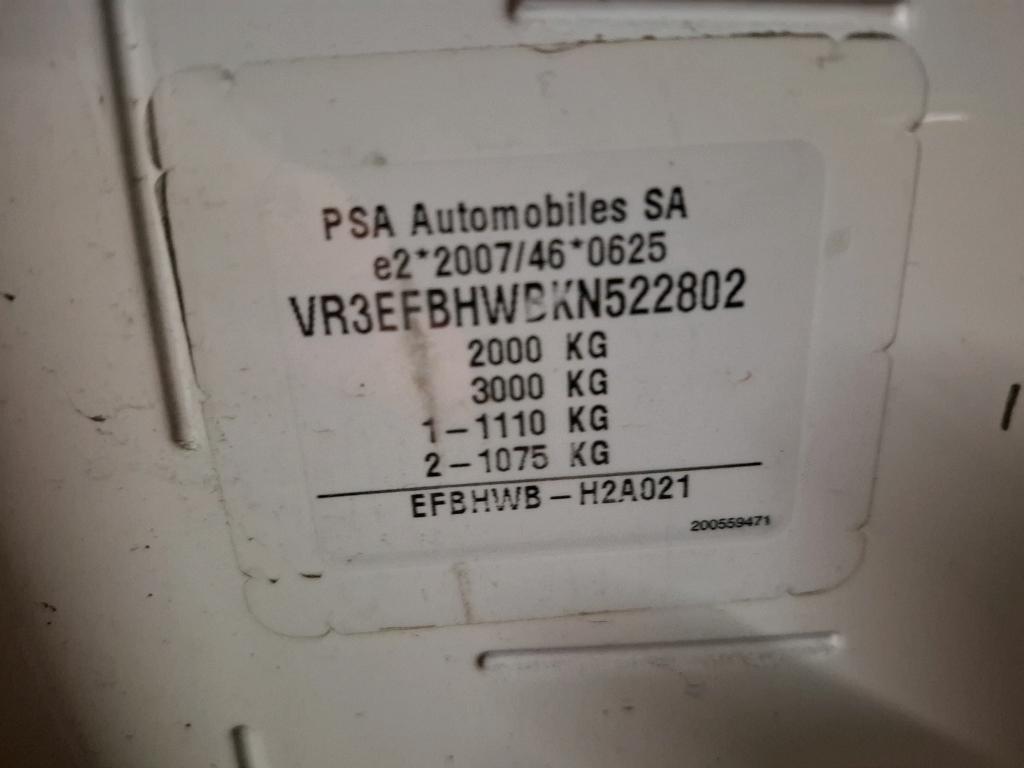 PSA Automobiles SA
e2*2007/46*0625
VR3EFBHWBKN522802
2000 KG
3000 KG
1-1110 KG
2-1075 KG
EFBHWB-H2A021
200559471